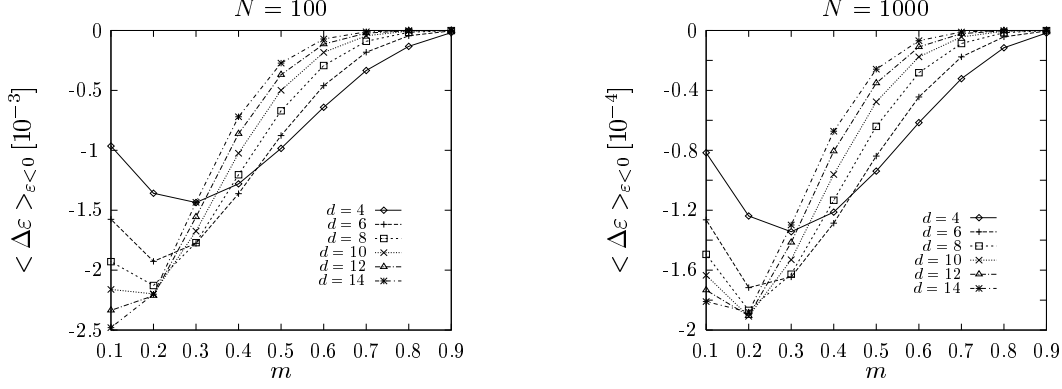 N = 100
< Δε >ε<0 [10−3]
0
-0.5
-1
-1.5
-2
-2.5
d = 4
d = 6
d = 8
d = 10
d = 12
d = 14
0.1 0.2 0.3 0.4 0.5 0.6 0.7 0.8 0.9
m
N = 1000
< Δε >ε<0 [10−4]
0
-0.4
-0.8
-1.2
-1.6
-2
d = 4
d = 6
d = 8
d = 10
d = 12
d = 14
0.1 0.2 0.3 0.4 0.5 0.6 0.7 0.8 0.9
m